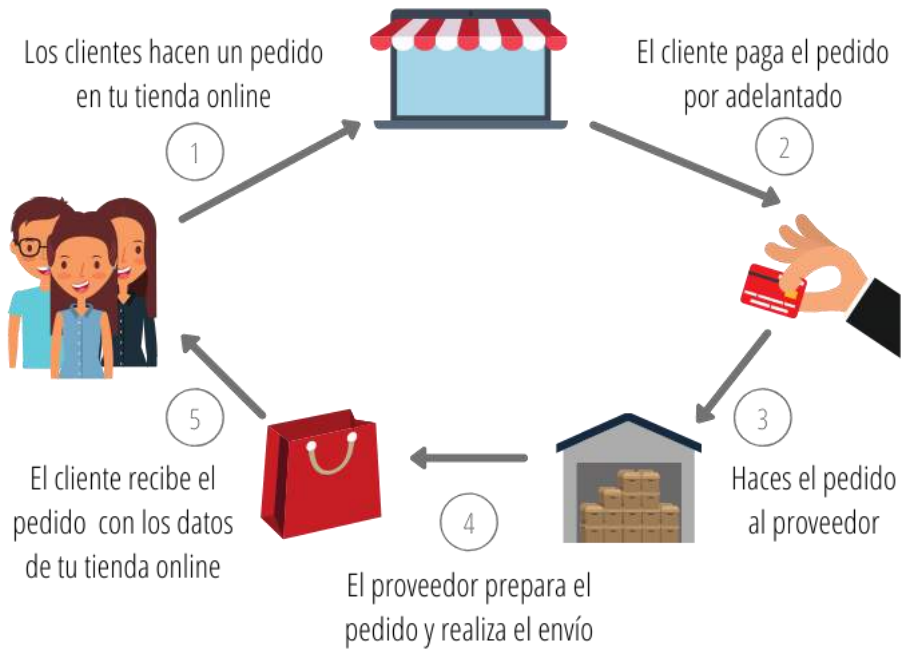 Los clientes hacen un pedido
en tu tienda online
1
El cliente paga el pedido
por adelantado
2
3
Haces el pedido
al proveedor
4
El proveedor prepara el
pedido y realiza el envío
5
El cliente recibe el
pedido con los datos
de tu tienda online